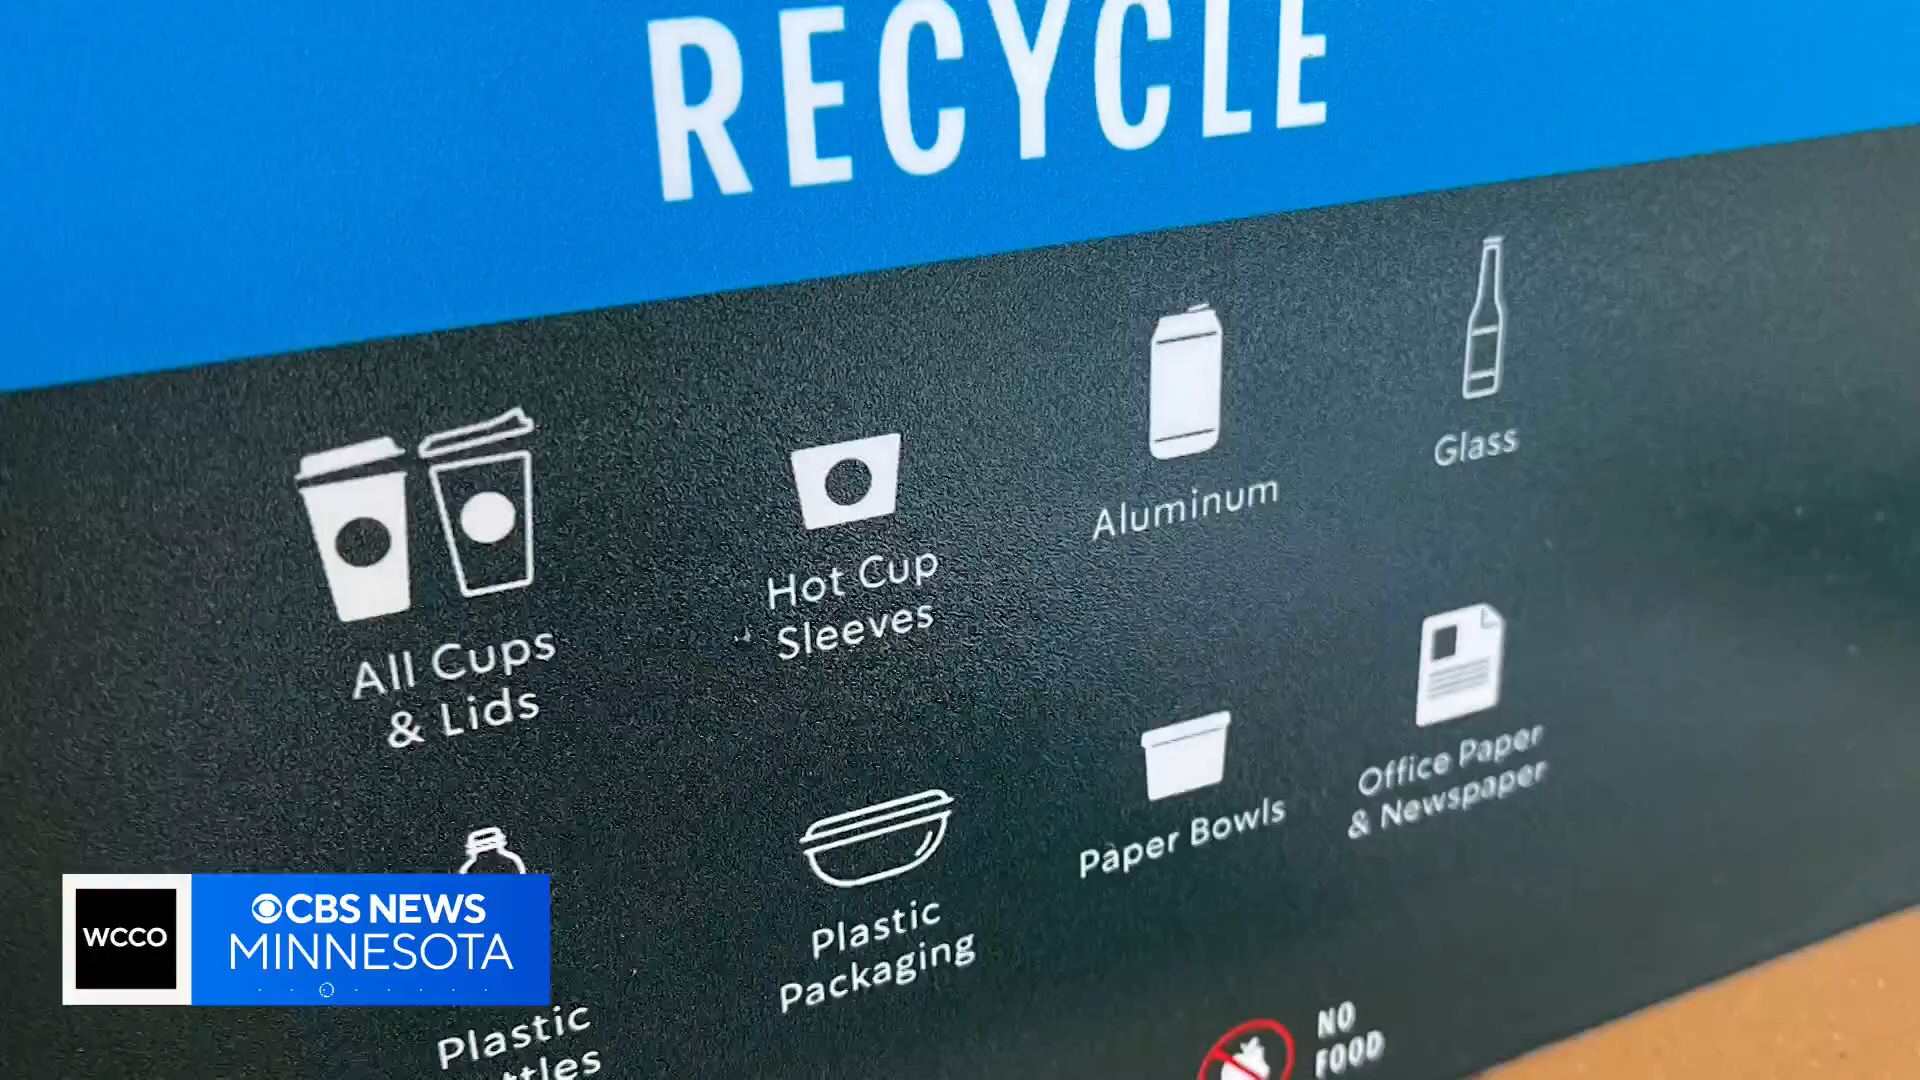 RECYCLE
All Cups
& Lids
Hot Cup
Sleeves
Aluminum
Glass
Plastic
Plastic
Packaging
Paper Bowls
Office Paper
& Newspaper
NO
FOOD
WCCO
CBS NEWS
MINNESOTA